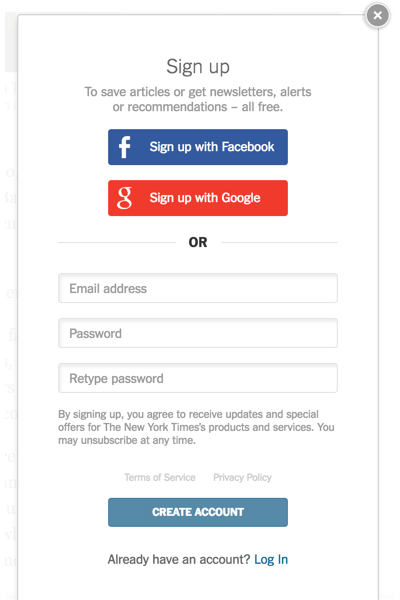 Sign up
To save articles or get newsletters, alerts
or recommendations – all free.
f Sign up with Facebook
g Sign up with Google
OR
Email address
Password
Retype password
By signing up, you agree to receive updates and special
offers for The New York Times's products and services. You
may unsubscribe at any time.
Terms of Service Privacy Policy
CREATE ACCOUNT
Already have an account? Log In